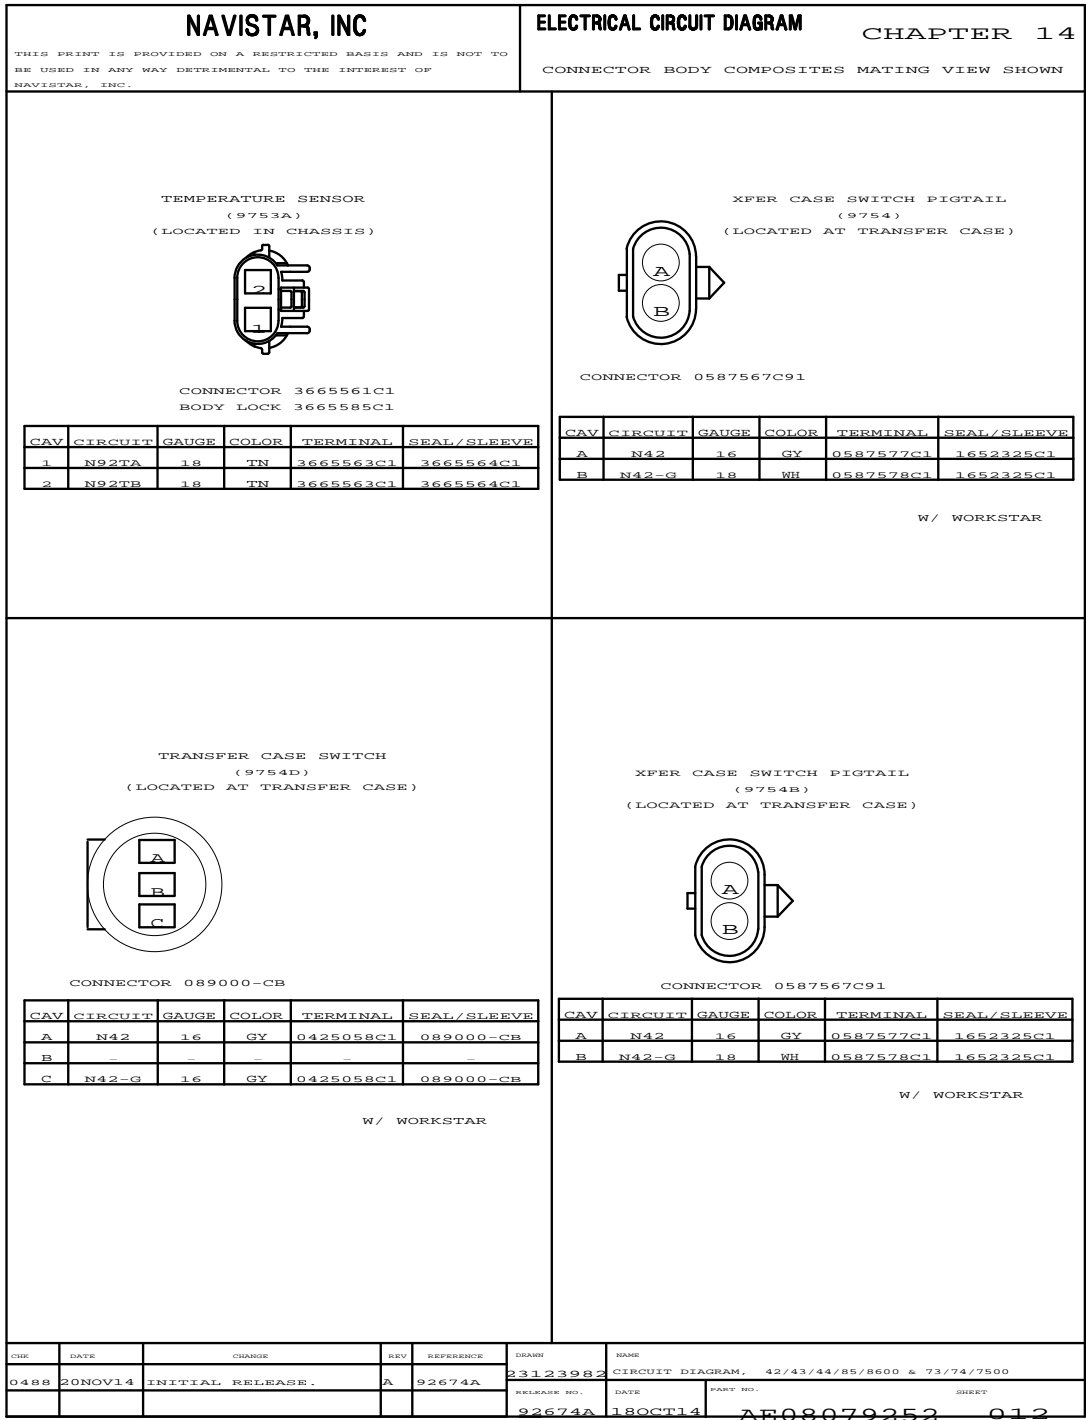 NAVISTAR, INC
THIS PRINT IS PROVIDED ON A RESTRICTED BASIS AND IS NOT TO
BE USED IN ANY WAY DETRIMENTAL TO THE INTEREST OF
NAVISTAR, INC.
ELECTRICAL CIRCUIT DIAGRAM
CHAPTER 14
CONNECTOR BODY COMPOSITES MATING VIEW SHOWN
TEMPERATURE SENSOR
(9753A)
(LOCATED IN CHASSIS)
2
1
CONNECTOR 3665561C1
BODY LOCK 3665585C1
CAV CIRCUIT GAUGE COLOR TERMINAL SEAL/SLEEVE
1 N92TA 18 TN 3665563C1 3665564C1
2 N92TB 18 TN 3665563C1 3665564C1
XFER CASE SWITCH PIGTAIL
(9754)
(LOCATED AT TRANSFER CASE)
A
B
CONNECTOR 0587567C91
CAV CIRCUIT GAUGE COLOR TERMINAL SEAL/SLEEVE
A N42 16 GY 0587577C1 1652325C1
B N42-G 18 WH 0587578C1 1652325C1
W/ WORKSTAR
TRANSFER CASE SWITCH
(9754D)
(LOCATED AT TRANSFER CASE)
A
B
C
CONNECTOR 089000-CB
CAV CIRCUIT GAUGE COLOR TERMINAL SEAL/SLEEVE
A N42 16 GY 0425058C1 089000-CB
B - - - - -
C N42-G 16 GY 0425058C1 089000-CB
W/ WORKSTAR
XFER CASE SWITCH PIGTAIL
(9754B)
(LOCATED AT TRANSFER CASE)
A
B
CONNECTOR 0587567C91
CAV CIRCUIT GAUGE COLOR TERMINAL SEAL/SLEEVE
A N42 16 GY 0587577C1 1652325C1
B N42-G 18 WH 0587578C1 1652325C1
W/ WORKSTAR
CHK DATE CHANGE REV REFERENCE
0488 20NOV14 INITIAL RELEASE. A 92674A
DRAWN
23123982
NAME
CIRCUIT DIAGRAM, 42/43/44/85/8600 & 73/74/7500
RELEASE NO. DATE PART NO. SHEET
92674A 18OCT14 AE08079252 012